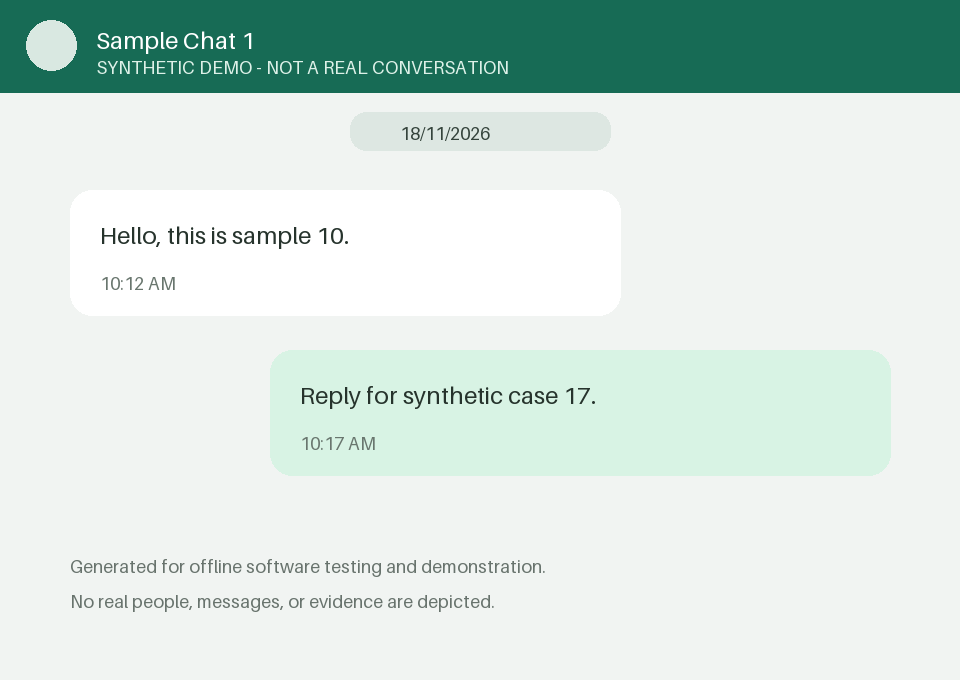 Sample Chat 1
SYNTHETIC DEMO - NOT A REAL CONVERSATION
18/11/2026
Hello, this is sample 10.
10:12 AM
Reply for synthetic case 17.
10:17 AM
Generated for offline software testing and demonstration.
No real people, messages, or evidence are depicted.